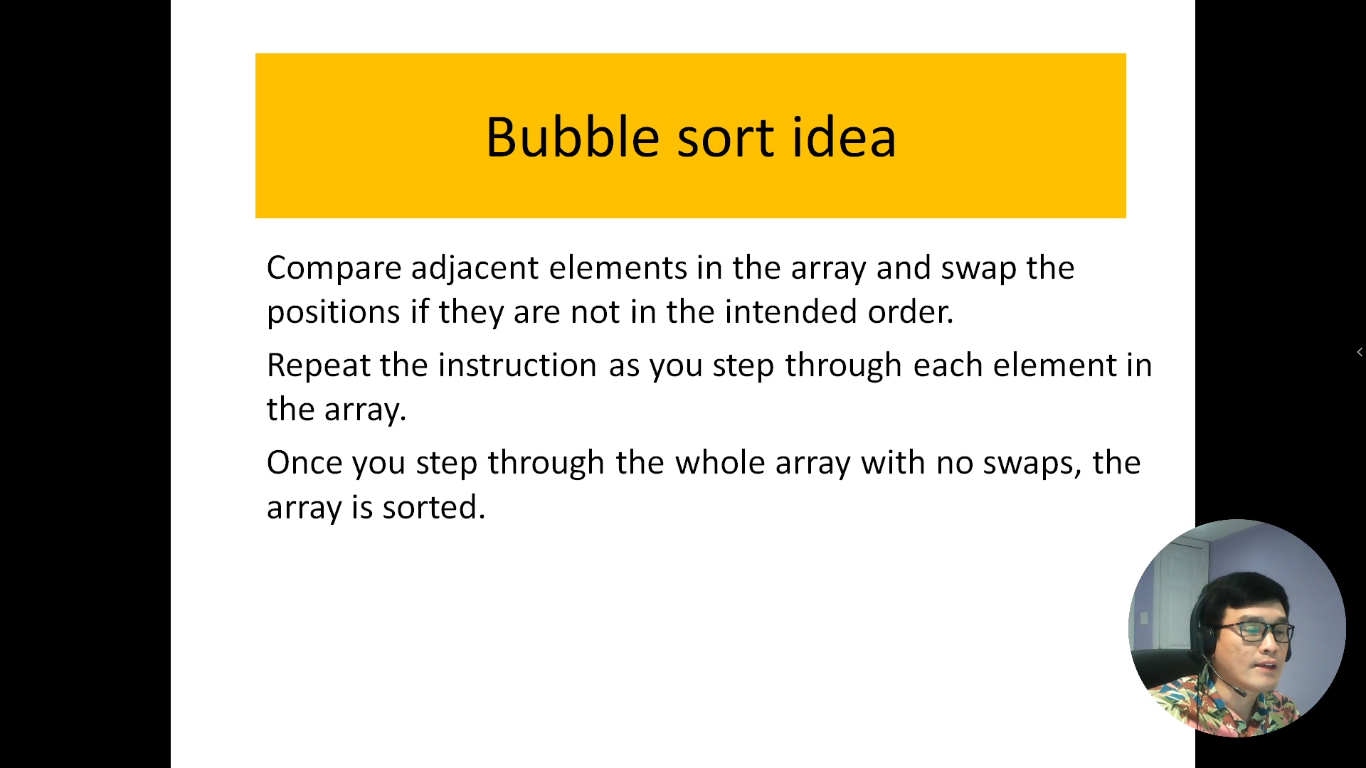 Bubble sort idea
Compare adjacent elements in the array and swap the
positions if they are not in the intended order.
Repeat the instruction as you step through each element in
the array.
Once you step through the whole array with no swaps, the
array is sorted.